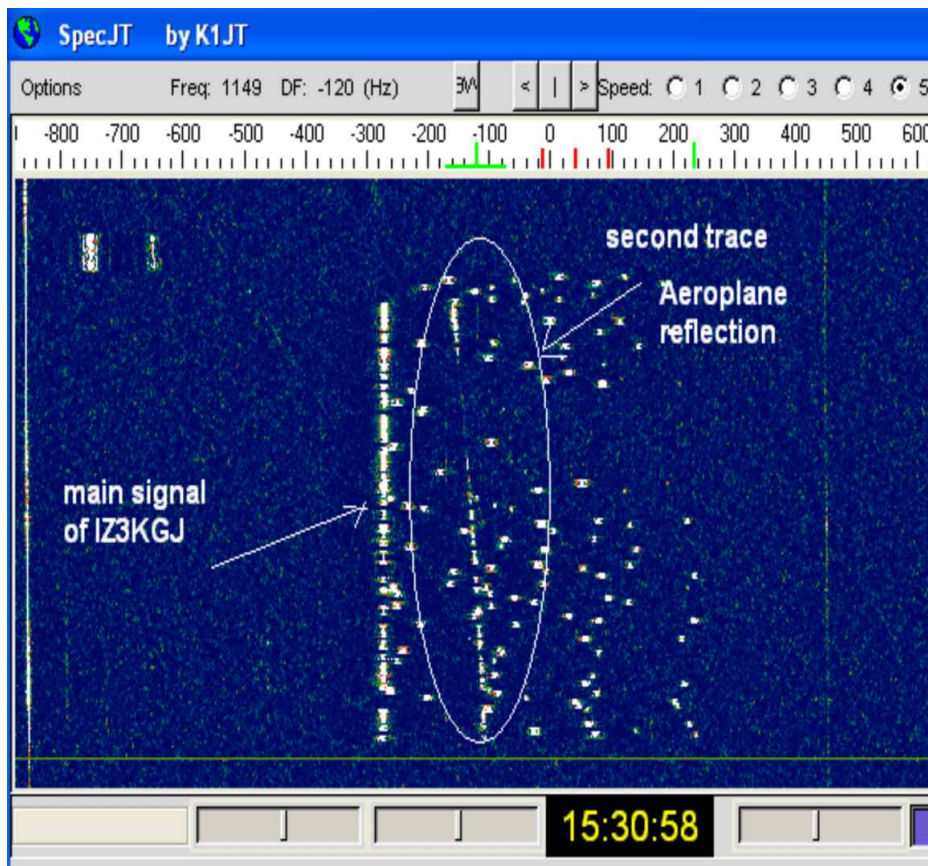 SpecJT by K1JT
Options Freq: 1149 DF: -120 (Hz) < | > Speed: 1 2 3 4 5
-800 -700 -600 -500 -400 -300 -200 -100 0 100 200 300 400 500 600
second trace
Aeroplane
reflection
main signal
of IZ3KGJ
15:30:58